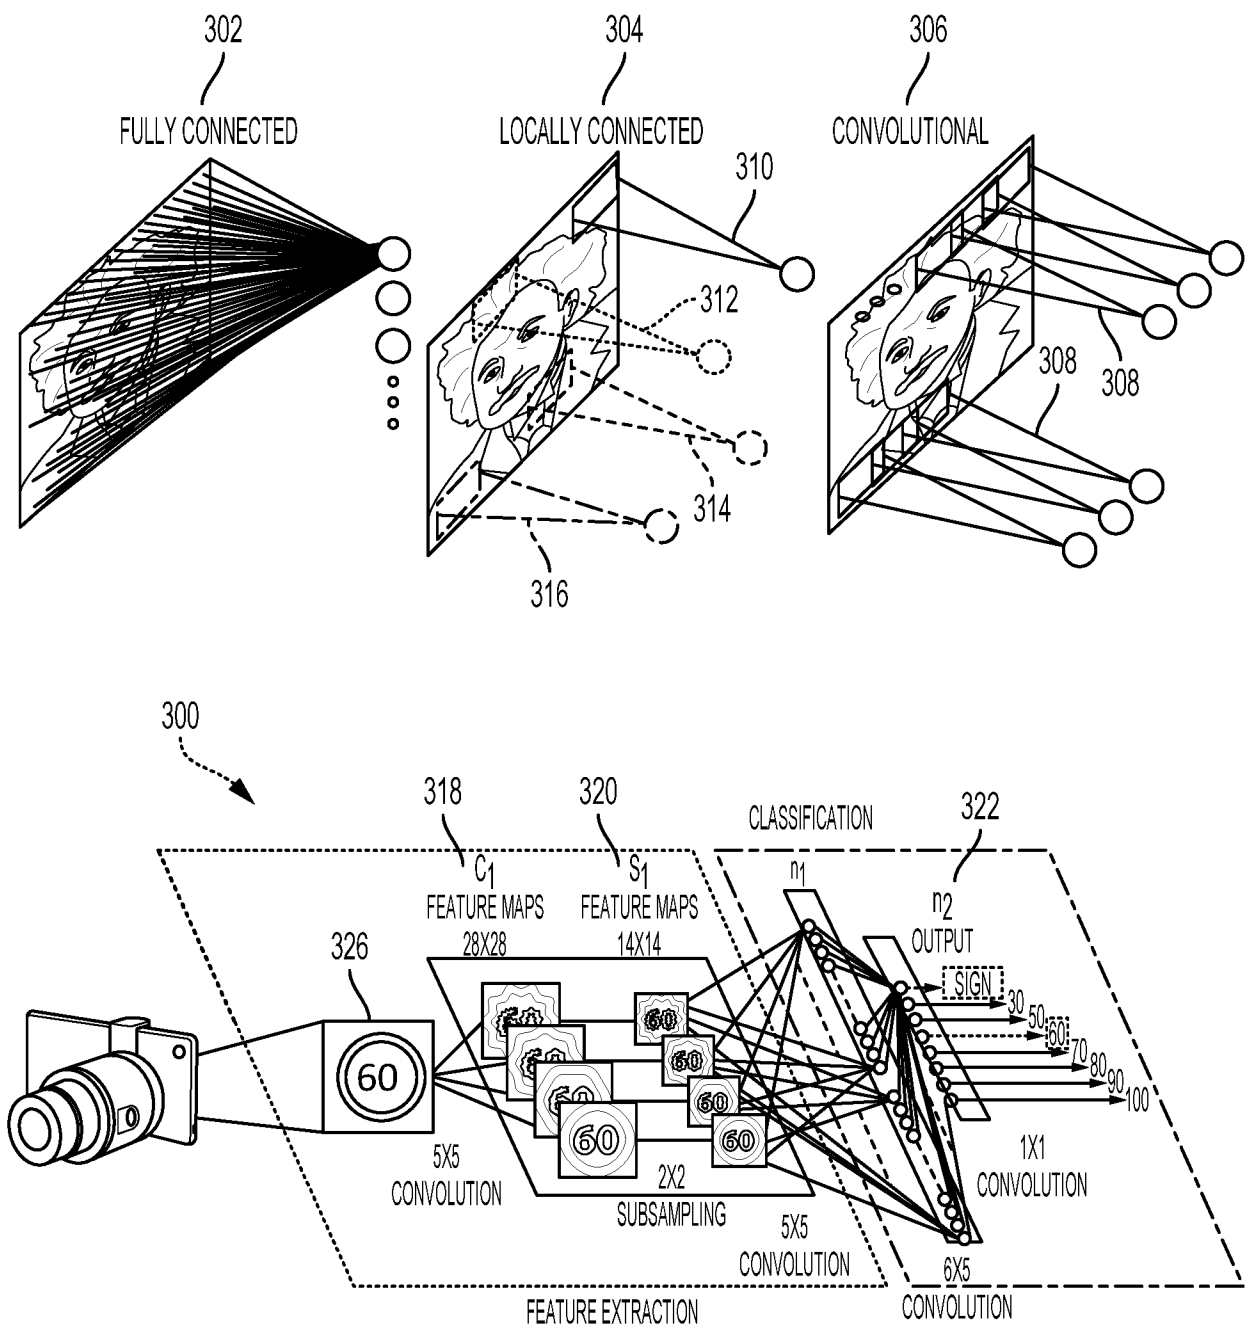 302
304
306
FULLY CONNECTED
LOCALLY CONNECTED
CONVOLUTIONAL
310
312
308
308
314
316
300
318
320
322
CLASSIFICATION
C1
FEATURE MAPS
28X28
S1
FEATURE MAPS
14X14
n1
n2
OUTPUT
326
60
60
60
60
60
60
60
60
60
SIGN
30
50
60
70
80
90
100
5X5
CONVOLUTION
2X2
SUBSAMPLING
5X5
CONVOLUTION
1X1
CONVOLUTION
6X5
CONVOLUTION
FEATURE EXTRACTION